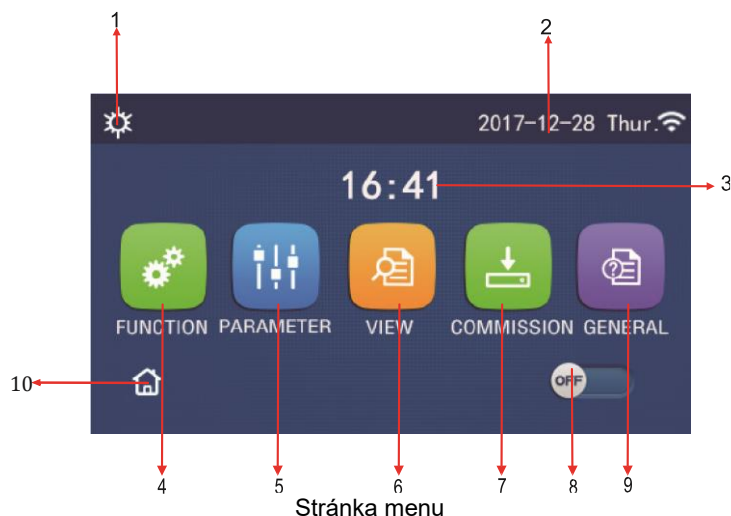 1 2
2017-12-28 Thur.
16:41 3
FUNCTION PARAMETER VIEW COMMISSION GENERAL
10 OFF
4 5 6 7 8 9
Stránka menu